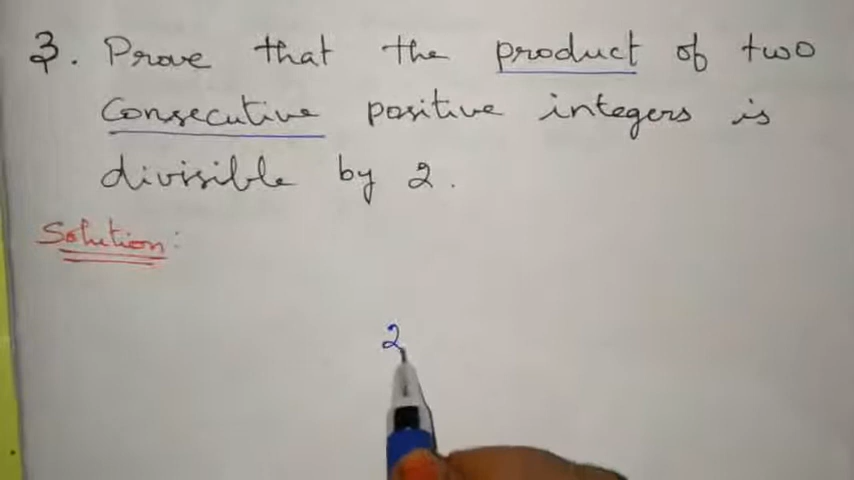 3. Prove that the product of two
consecutive positive integers is
divisible by 2.
Solution:
2